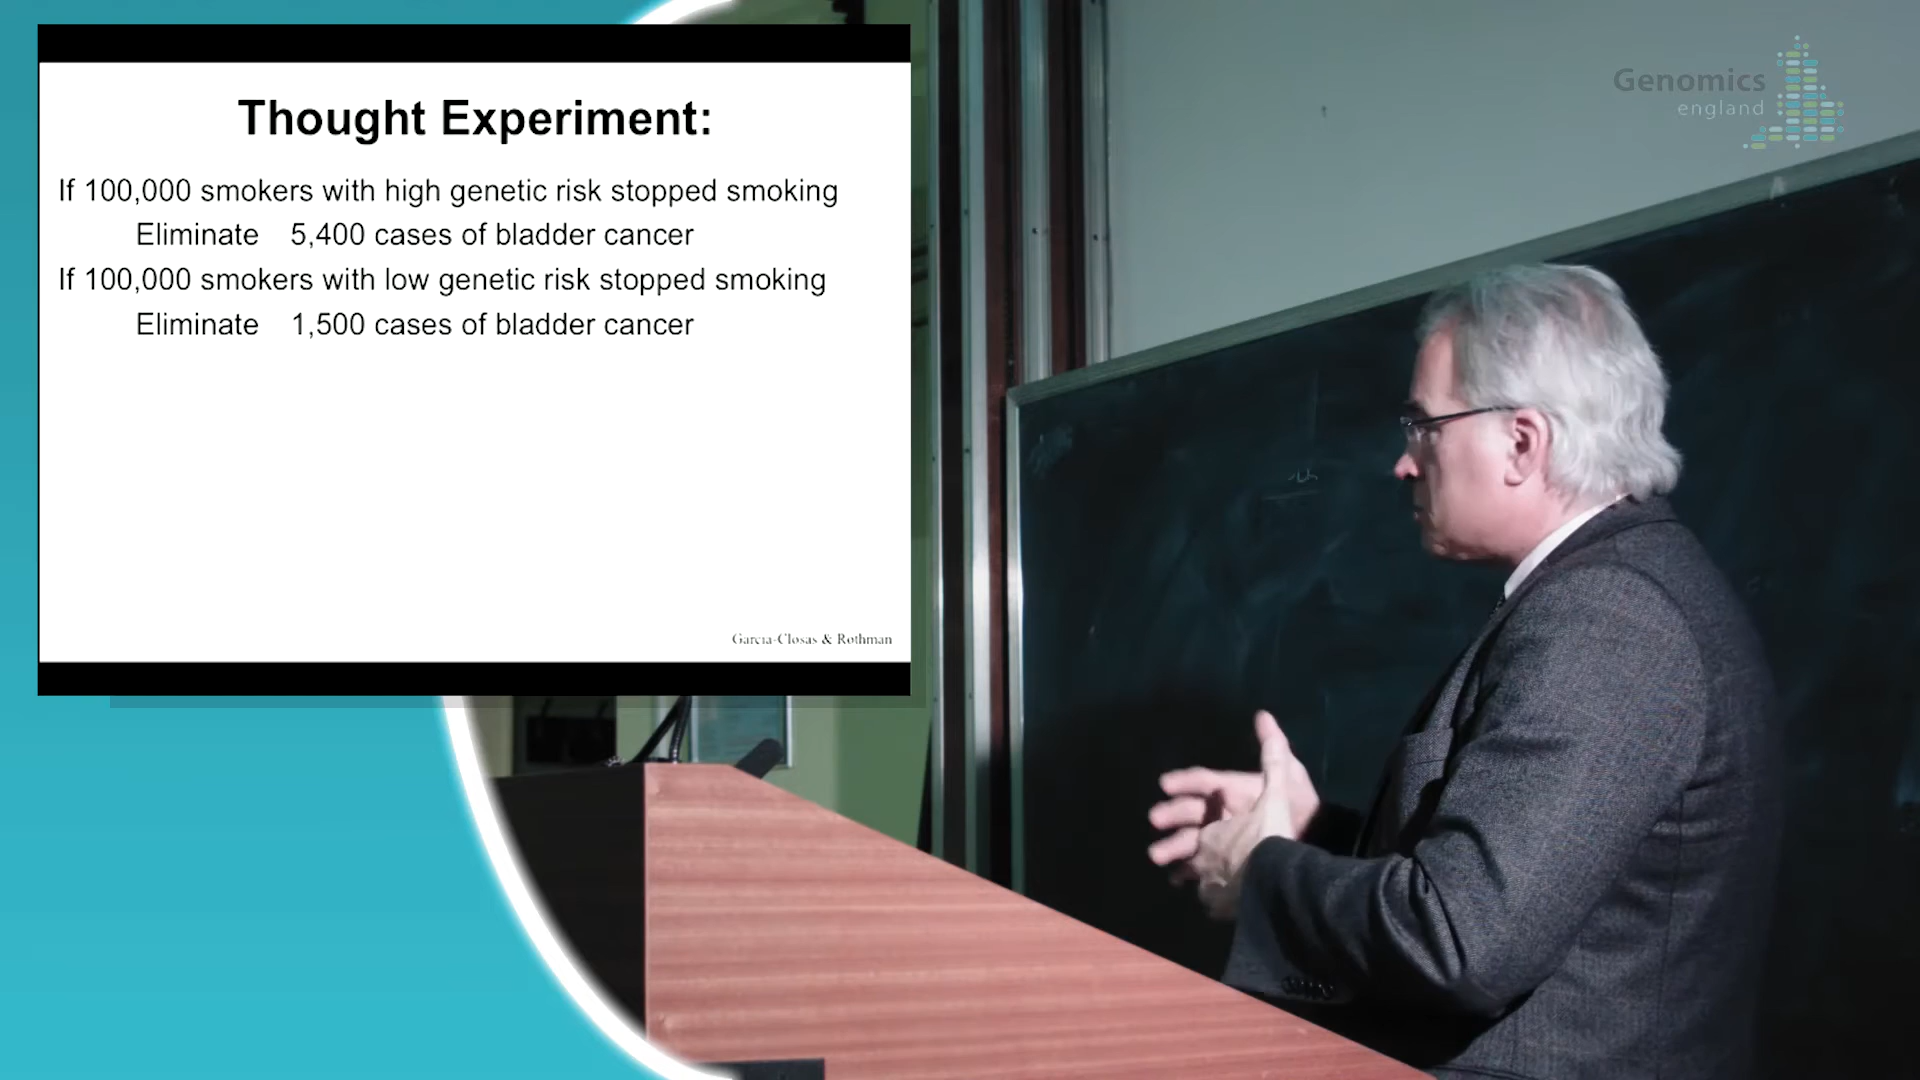 Thought Experiment:
If 100,000 smokers with high genetic risk stopped smoking
Eliminate 5,400 cases of bladder cancer
If 100,000 smokers with low genetic risk stopped smoking
Eliminate 1,500 cases of bladder cancer
Garcia-Closas & Rothman
Genomics
england